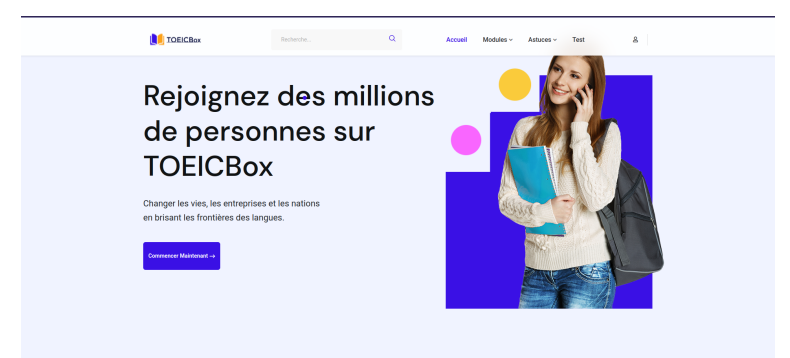 TOEICBox
Recherche...
Accueil Modules Astuces Test
Rejoignez des millions
de personnes sur
TOEICBox
Changer les vies, les entreprises et les nations
en brisant les frontières des langues.
Commencer Maintenant →